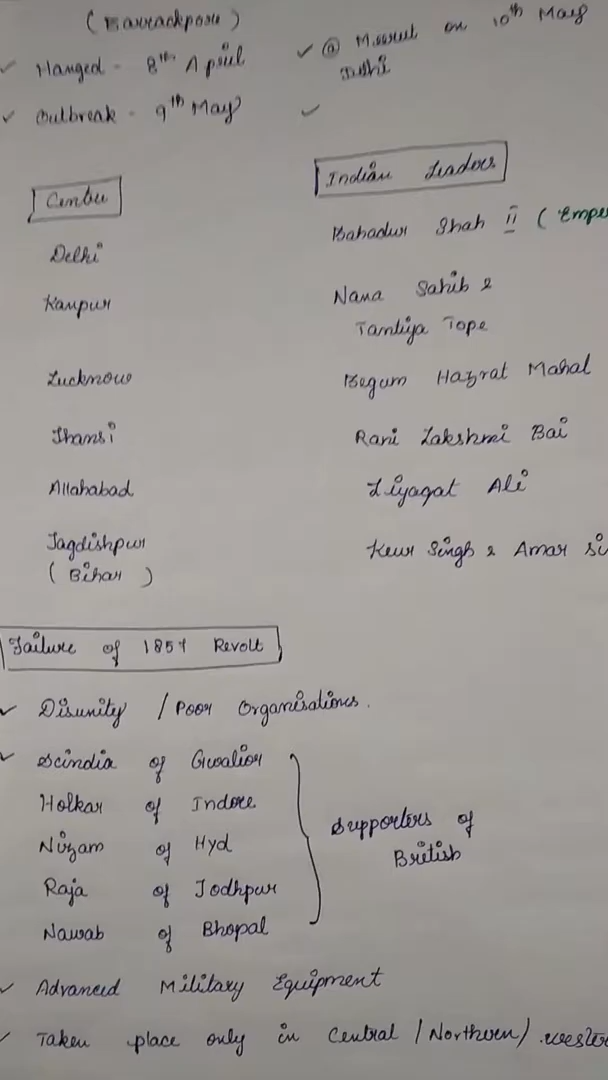 (Barrackpore)
✓ Hanged - 8th April
✓ @ Meerut on 10th May
Delhi
✓ Outbreak - 9th May
✓
Centre
Indian Leaders
Delhi
Bahadur Shah II (Empe
Kanpur
Nana Sahib &
Tantiya Tope
Lucknow
Begum Hazrat Mahal
Jhansi
Rani Lakshmi Bai
Allahabad
Liyaqat Ali
Jagdishpur
(Bihar)
Keur Singh & Amar Si
Failure of 1857 Revolt
✓ Disunity / Poor Organisations.
✓ Scindia of Gwalior
Holkar of Indore
Nizam of Hyd
Raja of Jodhpur
Nawab of Bhopal
Supporters of
British
✓ Advanced Military Equipment
✓ Taken place only in Central / Northern / weste